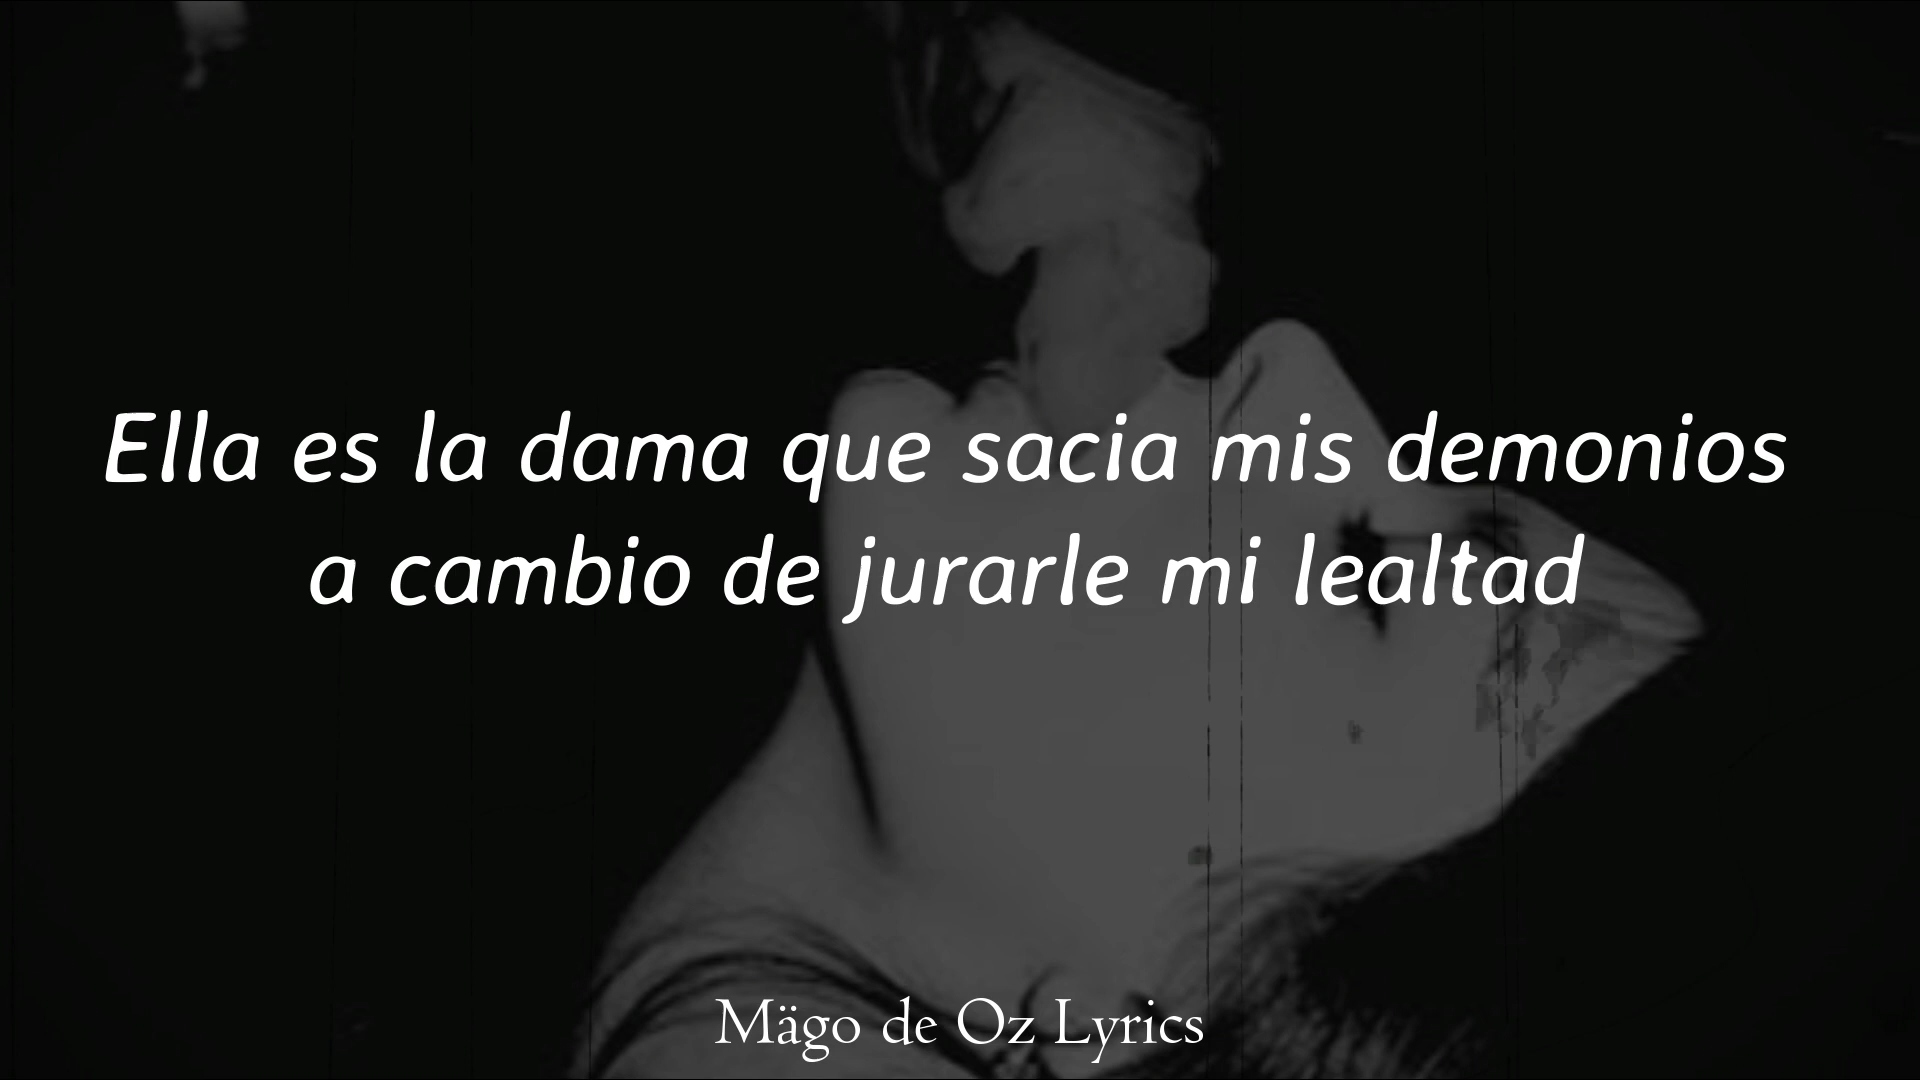 Ella es la dama que sacia mis demonios
a cambio de jurarle mi lealtad
Mägo de Oz Lyrics